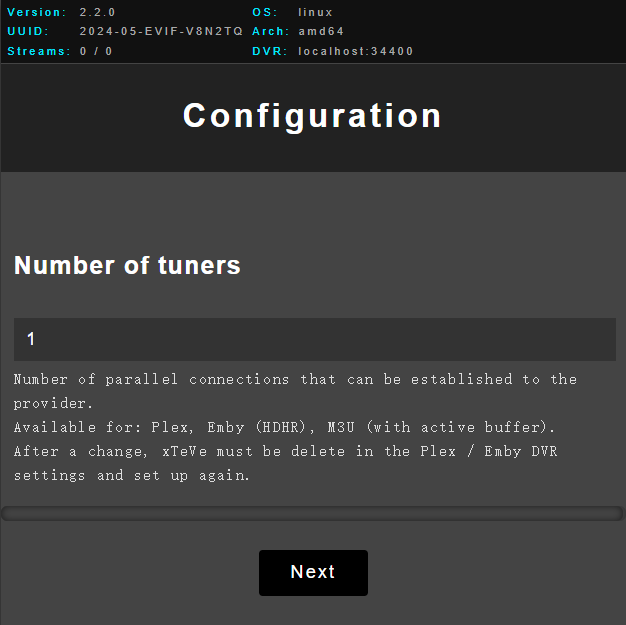 Version: 2.2.0 OS: linux
UUID: 2024-05-EVIF-V8N2TQ Arch: amd64
Streams: 0 / 0 DVR: localhost:34400
Configuration
Number of tuners
1
Number of parallel connections that can be established to the
provider.
Available for: Plex, Emby (HDHR), M3U (with active buffer).
After a change, xTeVe must be delete in the Plex / Emby DVR
settings and set up again.
Next